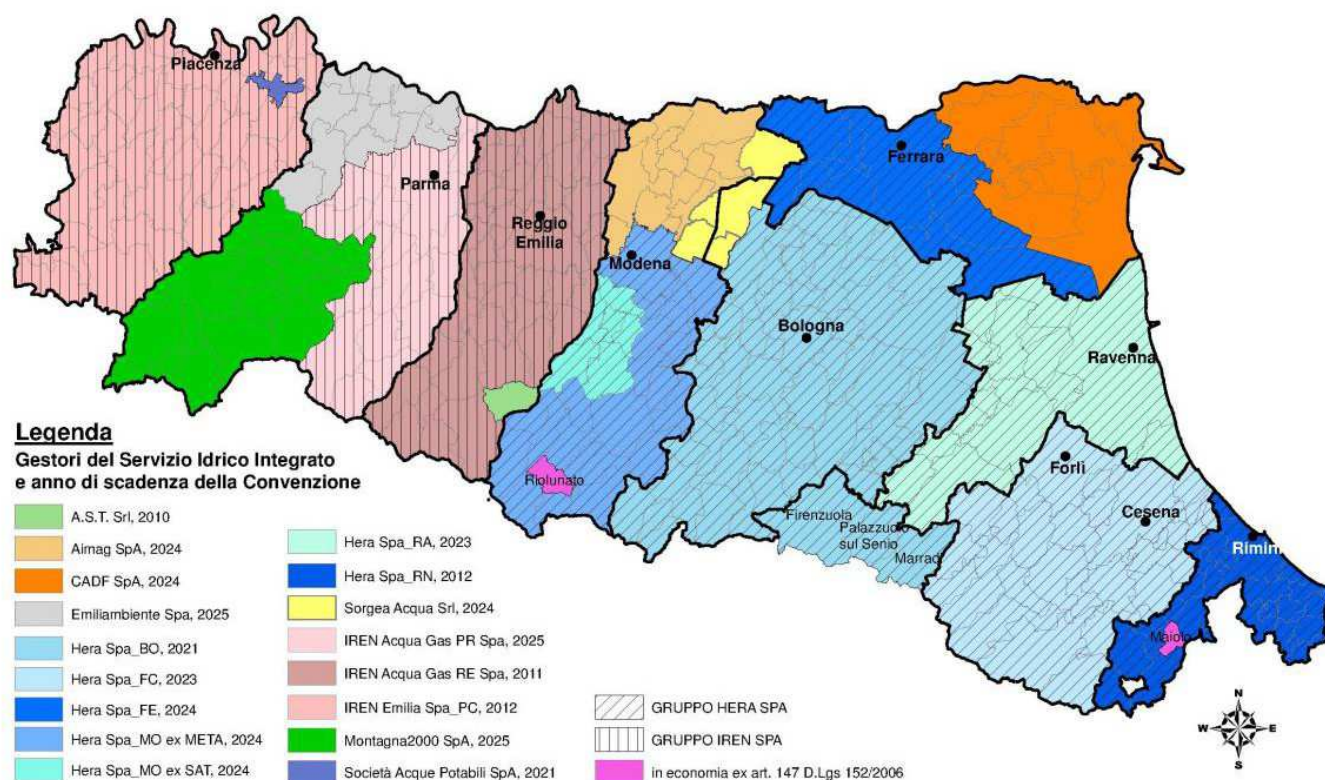 Piacenza
Parma
Reggio
Emilia
Modena
Ferrara
Bologna
Ravenna
Riolunato
Firenzuola
Palazzuolo
sul Senio
Marradi
Forlì
Cesena
Rimini
Maiolo
Legenda
Gestori del Servizio Idrico Integrato
e anno di scadenza della Convenzione
A.S.T. Srl, 2010
Aimag SpA, 2024
CADF SpA, 2024
Emiliambiente Spa, 2025
Hera Spa_BO, 2021
Hera Spa_FC, 2023
Hera Spa_FE, 2024
Hera Spa_MO ex META, 2024
Hera Spa_MO ex SAT, 2024
Hera Spa_RA, 2023
Hera Spa_RN, 2012
Sorgea Acqua Srl, 2024
IREN Acqua Gas PR Spa, 2025
IREN Acqua Gas RE Spa, 2011
IREN Emilia Spa_PC, 2012
Montagna2000 SpA, 2025
Società Acque Potabili SpA, 2021
GRUPPO HERA SPA
GRUPPO IREN SPA
in economia ex art. 147 D.Lgs 152/2006
N
W E
S